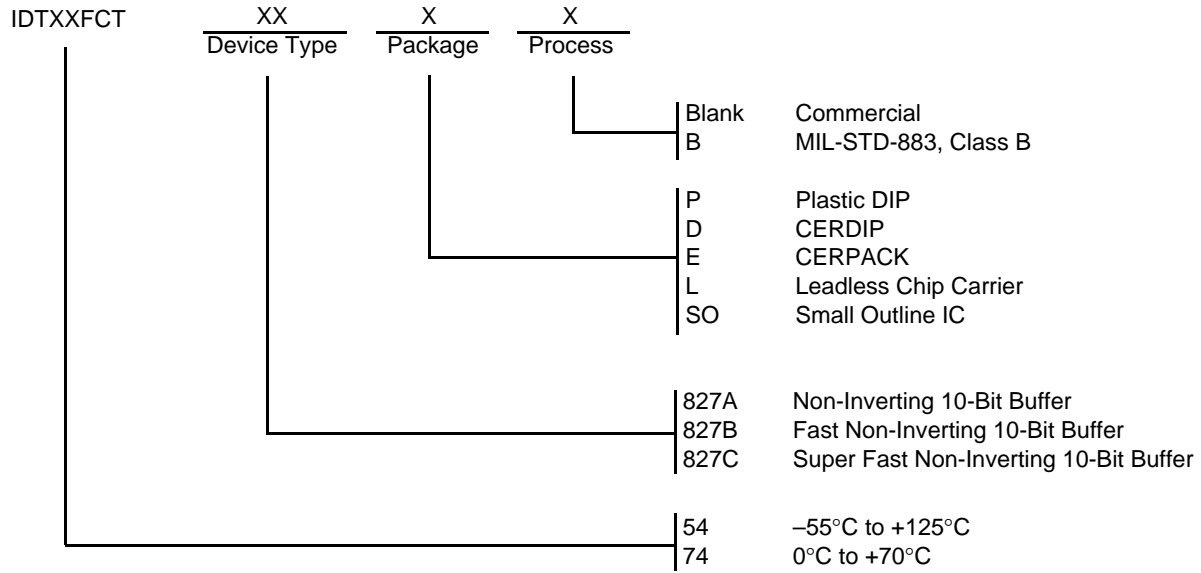 IDTXXFCT XX X X
Device Type Package Process
Blank Commercial
B MIL-STD-883, Class B
P Plastic DIP
D CERDIP
E CERPACK
L Leadless Chip Carrier
SO Small Outline IC
827A Non-Inverting 10-Bit Buffer
827B Fast Non-Inverting 10-Bit Buffer
827C Super Fast Non-Inverting 10-Bit Buffer
54 –55°C to +125°C
74 0°C to +70°C